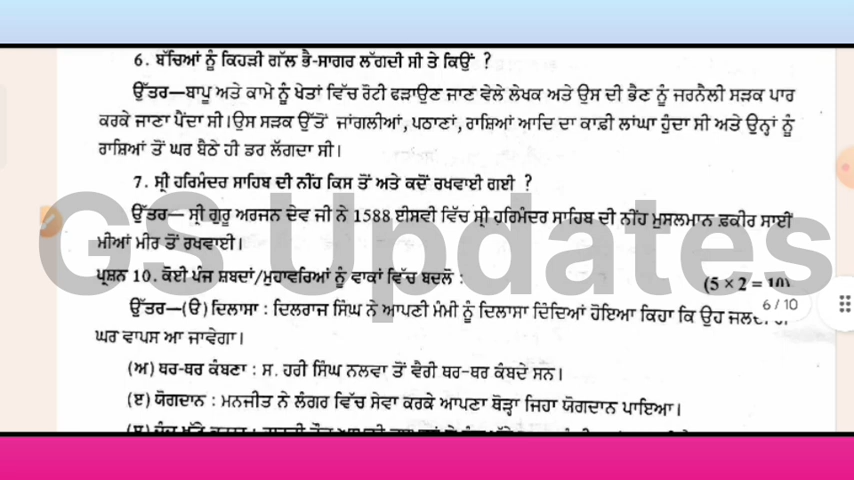 6. ਬੱਚਿਆਂ ਨੂੰ ਕਿਹੜੀ ਗੱਲ ਭੈ-ਸਾਗਰ ਲੱਗਦੀ ਸੀ ਤੇ ਕਿਉਂ ?
ਉੱਤਰ—ਬਾਪੂ ਅਤੇ ਕਾਮੇ ਨੂੰ ਖੇਤਾਂ ਵਿੱਚ ਰੋਟੀ ਫੜਾਉਣ ਜਾਣ ਵੇਲੇ ਲੇਖਕ ਅਤੇ ਉਸ ਦੀ ਭੈਣ ਨੂੰ ਜਰਨੈਲੀ ਸੜਕ ਪਾਰ
ਕਰਕੇ ਜਾਣਾ ਪੈਂਦਾ ਸੀ।ਉਸ ਸੜਕ ਉੱਤੋਂ ਜਾਂਗਲੀਆਂ, ਪਠਾਣਾਂ, ਰਾਸ਼ਿਆਂ ਆਦਿ ਦਾ ਕਾਫ਼ੀ ਲਾਂਘਾ ਹੁੰਦਾ ਸੀ ਅਤੇ ਉਨ੍ਹਾਂ ਨੂੰ
ਰਾਸ਼ਿਆਂ ਤੋਂ ਘਰ ਬੈਠੇ ਹੀ ਡਰ ਲੱਗਦਾ ਸੀ।
7. ਸ੍ਰੀ ਹਰਿਮੰਦਰ ਸਾਹਿਬ ਦੀ ਨੀਂਹ ਕਿਸ ਤੋਂ ਅਤੇ ਕਦੋਂ ਰਖਵਾਈ ਗਈ ?
ਉੱਤਰ— ਸ੍ਰੀ ਗੁਰੂ ਅਰਜਨ ਦੇਵ ਜੀ ਨੇ 1588 ਈਸਵੀ ਵਿੱਚ ਸ੍ਰੀ ਹਰਿਮੰਦਰ ਸਾਹਿਬ ਦੀ ਨੀਂਹ ਮੁਸਲਮਾਨ ਫ਼ਕੀਰ ਸਾਈਂ
ਮੀਆਂ ਮੀਰ ਤੋਂ ਰਖਵਾਈ।
GS Updates
ਪ੍ਰਸ਼ਨ 10. ਕੋਈ ਪੰਜ ਸ਼ਬਦਾਂ/ਮੁਹਾਵਰਿਆਂ ਨੂੰ ਵਾਕਾਂ ਵਿੱਚ ਬਦਲੋ : (5 × 2 = 10)
6 / 10
ਉੱਤਰ—(ੳ) ਦਿਲਾਸਾ : ਦਿਲਰਾਜ ਸਿੰਘ ਨੇ ਆਪਣੀ ਮੰਮੀ ਨੂੰ ਦਿਲਾਸਾ ਦਿੰਦਿਆਂ ਹੋਇਆ ਕਿਹਾ ਕਿ ਉਹ
ਘਰ ਵਾਪਸ ਆ ਜਾਵੇਗਾ।
(ਅ) ਥਰ-ਥਰ ਕੰਬਣਾ : ਸ. ਹਰੀ ਸਿੰਘ ਨਲਵਾ ਤੋਂ ਵੈਰੀ ਥਰ-ਥਰ ਕੰਬਦੇ ਸਨ।
(ੲ) ਯੋਗਦਾਨ : ਮਨਜੀਤ ਨੇ ਲੰਗਰ ਵਿੱਚ ਸੇਵਾ ਕਰਕੇ ਆਪਣਾ ਥੋੜ੍ਹਾ ਜਿਹਾ ਯੋਗਦਾਨ ਪਾਇਆ।